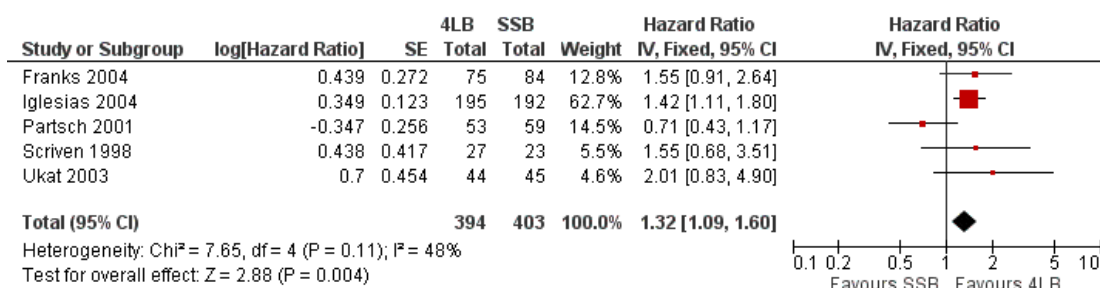 4LB SSB Hazard Ratio Hazard Ratio
Study or Subgroup log[Hazard Ratio] SE Total Total Weight IV, Fixed, 95% CI IV, Fixed, 95% CI
Franks 2004 0.439 0.272 75 84 12.8% 1.55 [0.91, 2.64]
Iglesias 2004 0.349 0.123 195 192 62.7% 1.42 [1.11, 1.80]
Partsch 2001 -0.347 0.256 53 59 14.5% 0.71 [0.43, 1.17]
Scriven 1998 0.438 0.417 27 23 5.5% 1.55 [0.68, 3.51]
Ukat 2003 0.7 0.454 44 45 4.6% 2.01 [0.83, 4.90]
Total (95% CI) 394 403 100.0% 1.32 [1.09, 1.60]
Heterogeneity: Chi² = 7.65, df = 4 (P = 0.11); I² = 48%
Test for overall effect: Z = 2.88 (P = 0.004)
0.1 0.2 0.5 1 2 5 10
Favours SSB Favours 4LB